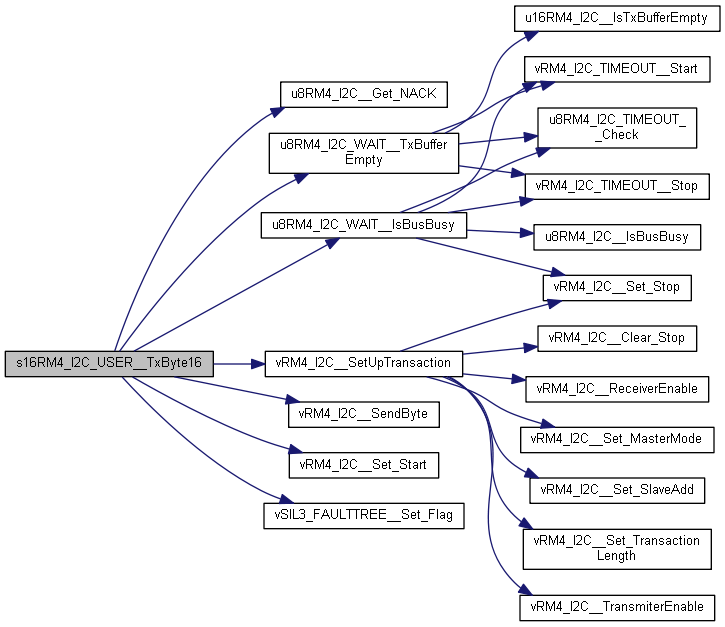 u16RM4_I2C__IsTxBufferEmpty
vRM4_I2C_TIMEOUT__Start
u8RM4_I2C__Get_NACK
u8RM4_I2C_TIMEOUT_
_Check
u8RM4_I2C_WAIT__TxBuffer
Empty
vRM4_I2C_TIMEOUT__Stop
u8RM4_I2C_WAIT__IsBusBusy
u8RM4_I2C__IsBusBusy
vRM4_I2C__Set_Stop
vRM4_I2C__Clear_Stop
s16RM4_I2C_USER__TxByte16
vRM4_I2C__SetUpTransaction
vRM4_I2C__ReceiverEnable
vRM4_I2C__SendByte
vRM4_I2C__Set_MasterMode
vRM4_I2C__Set_Start
vRM4_I2C__Set_SlaveAdd
vSIL3_FAULTTREE__Set_Flag
vRM4_I2C__Set_Transaction
Length
vRM4_I2C__TransmiterEnable